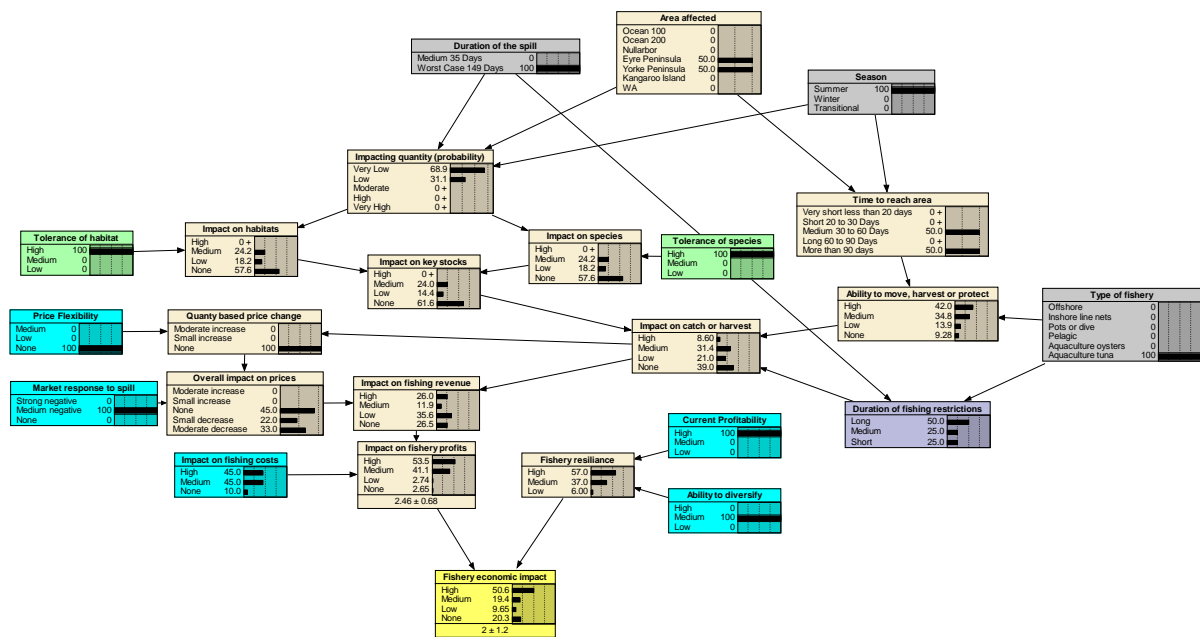 Area affected
Ocean 100 0
Ocean 200 0
Nullarbor 0
Eyre Peninsula 50.0
Yorke Peninsula 50.0
Kangaroo Island 0
WA 0
Duration of the spill
Medium 35 Days 0
Worst Case 149 Days 100
Season
Summer 100
Winter 0
Transitional 0
Impacting quantity (probability)
Very Low 68.9
Low 31.1
Moderate 0 +
High 0 +
Very High 0 +
Time to reach area
Very short less than 20 days 0 +
Short 20 to 30 Days 0 +
Medium 30 to 60 Days 50.0
Long 60 to 90 Days 0 +
More than 90 days 50.0
Tolerance of habitat
High 100
Medium 0
Low 0
Impact on habitats
High 0 +
Medium 24.2
Low 18.2
None 57.6
Impact on species
High 0 +
Medium 24.2
Low 18.2
None 57.6
Tolerance of species
High 100
Medium 0
Low 0
Impact on key stocks
High 0 +
Medium 24.0
Low 14.4
None 61.6
Ability to move, harvest or protect
High 42.0
Medium 34.8
Low 13.9
None 9.28
Type of fishery
Offshore 0
Inshore line nets 0
Pots or dive 0
Pelagic 0
Aquaculture oysters 0
Aquaculture tuna 100
Price Flexibility
Medium 0
Low 0
None 100
Quanty based price change
Moderate increase 0
Small increase 0
None 100
Impact on catch or harvest
High 8.60
Medium 31.4
Low 21.0
None 39.0
Market response to spill
Strong negative 0
Medium negative 100
None 0
Overall impact on prices
Moderate increase 0
Small increase 0
None 45.0
Small decrease 22.0
Moderate decrease 33.0
Impact on fishing revenue
High 26.0
Medium 11.9
Low 35.6
None 26.5
Duration of fishing restrictions
Long 50.0
Medium 25.0
Short 25.0
Current Profitability
High 100
Medium 0
Low 0
Impact on fishing costs
High 45.0
Medium 45.0
None 10.0
Impact on fishery profits
High 53.5
Medium 41.1
Low 2.74
None 2.65
2.46 ± 0.68
Fishery resiliance
High 57.0
Medium 37.0
Low 6.00
Ability to diversify
High 0
Medium 100
Low 0
Fishery economic impact
High 50.6
Medium 19.4
Low 9.65
None 20.3
2 ± 1.2